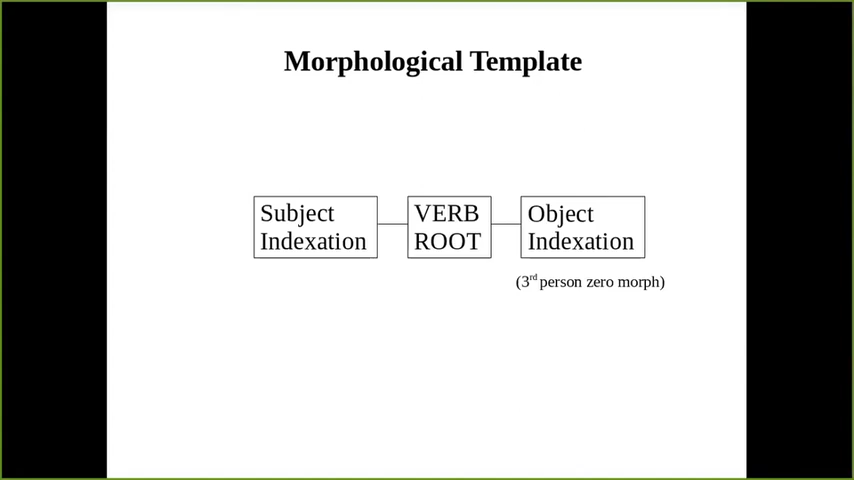 Morphological Template
Subject
Indexation
VERB
ROOT
Object
Indexation
(3rd person zero morph)